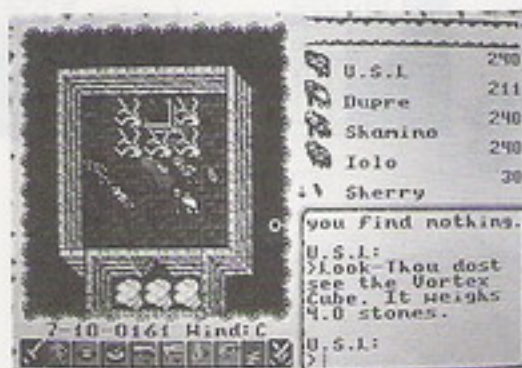 U.S.L 240
Dupre 211
Shamino 240
Iolo 240
Sherry 30
you find nothing.
U.S.L:
>Look-Thou dost
see the Vortex
Cube. It weighs
4.0 stones.
U.S.L:
>
7-10-0161 Wind:C